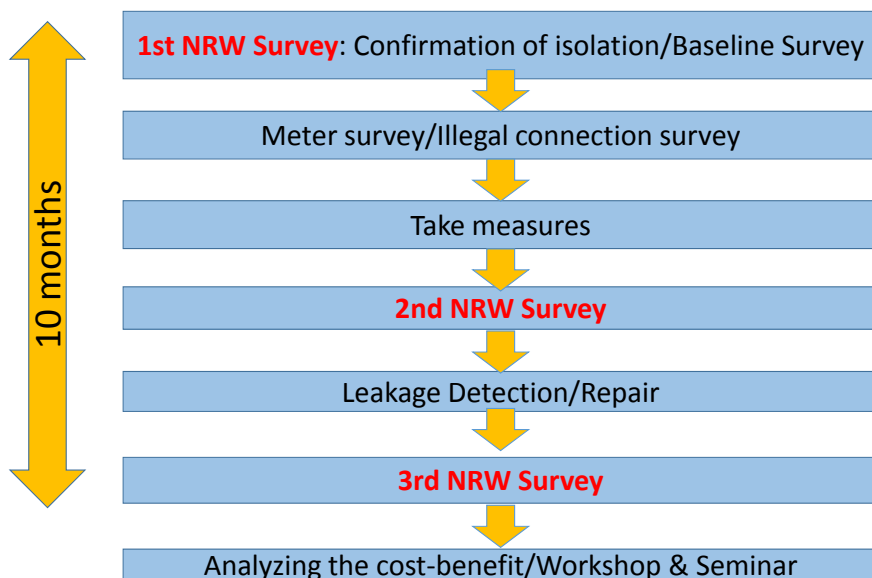 1st NRW Survey: Confirmation of isolation/Baseline Survey
Meter survey/Illegal connection survey
Take measures
10 months
2nd NRW Survey
Leakage Detection/Repair
3rd NRW Survey
Analyzing the cost-benefit/Workshop & Seminar